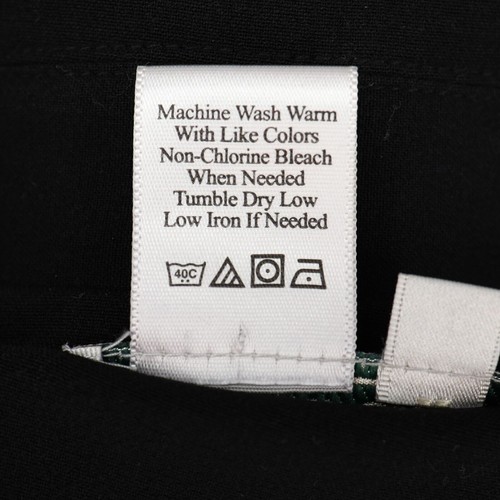 Machine Wash Warm
With Like Colors
Non-Chlorine Bleach
When Needed
Tumble Dry Low
Low Iron If Needed
40C